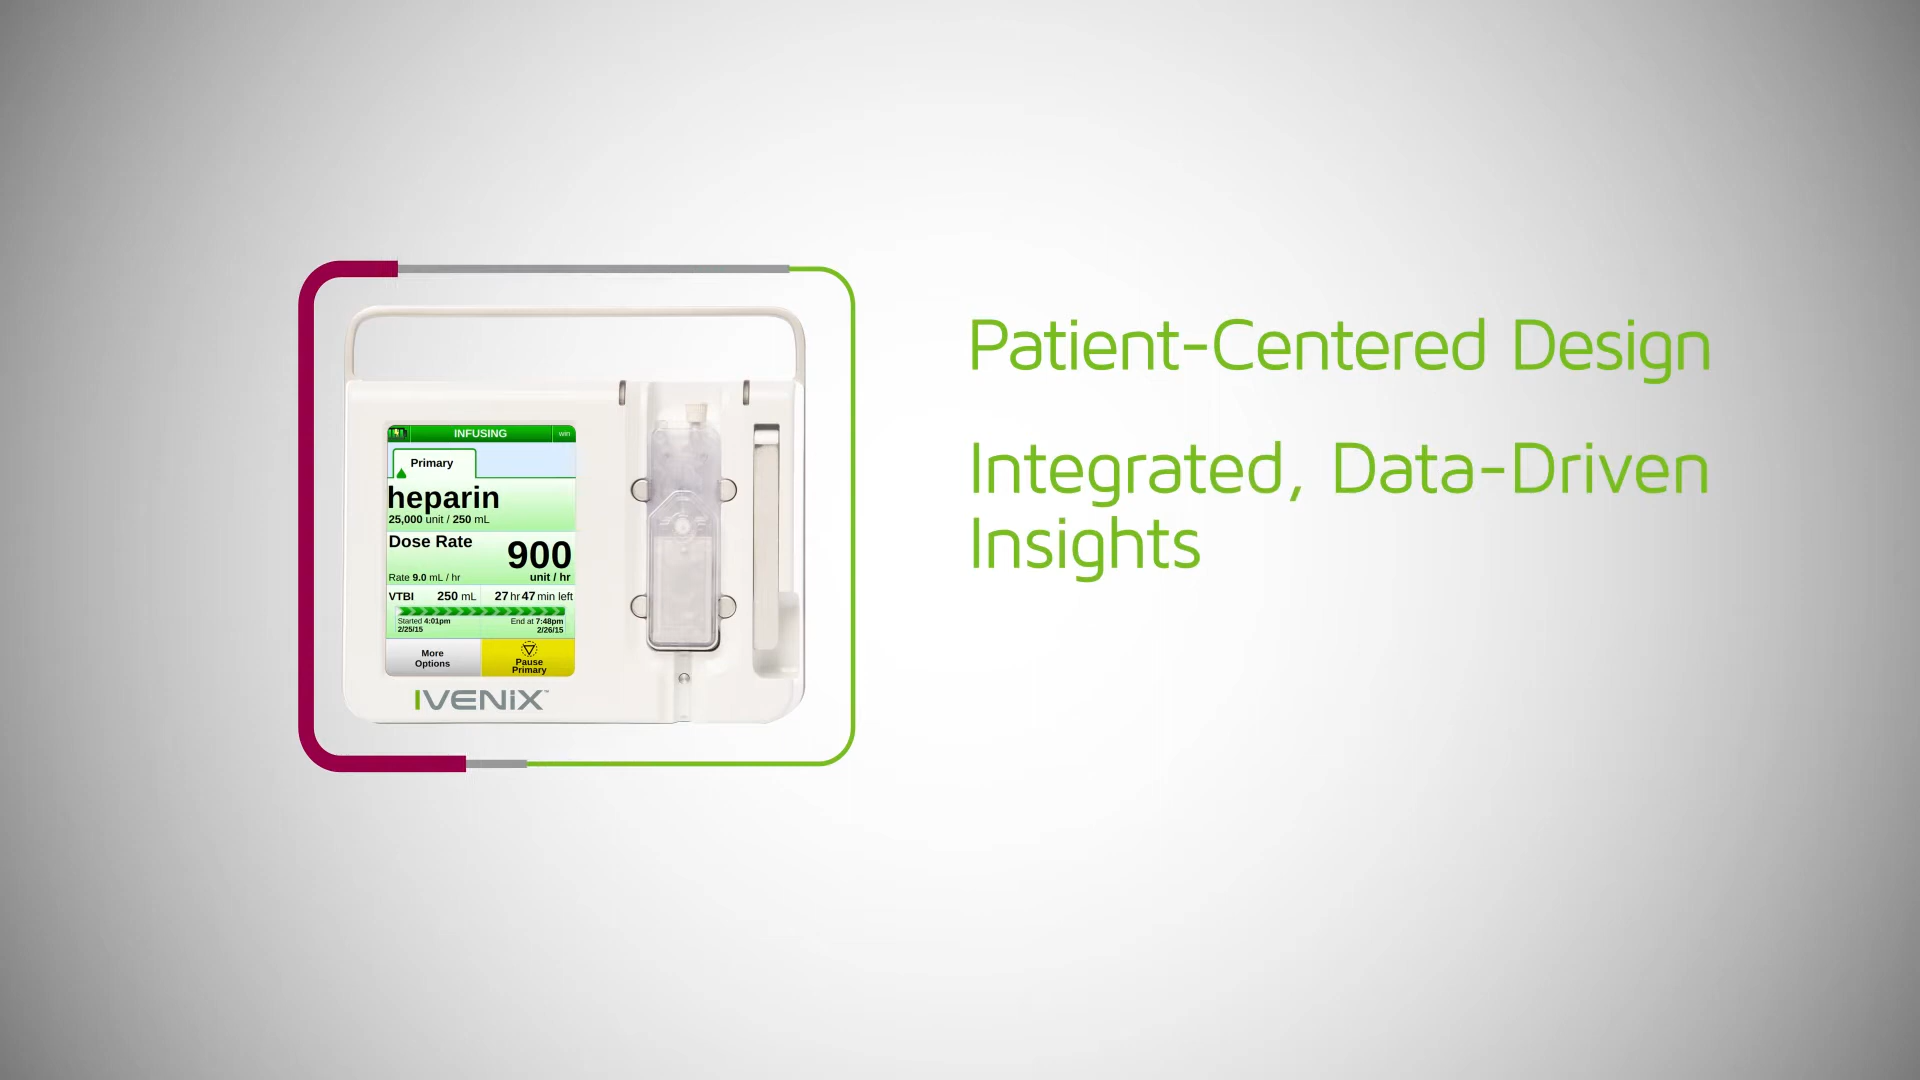 INFUSING win
Primary
heparin
25,000 unit / 250 mL
Dose Rate
900
Rate 9.0 mL / hr unit / hr
VTBI 250 mL 27 hr 47 min left
Started 4:01pm End at 7:48pm
2/25/15 2/26/15
More
Options
Pause
Primary
IVENIX™
Patient-Centered Design
Integrated, Data-Driven
Insights